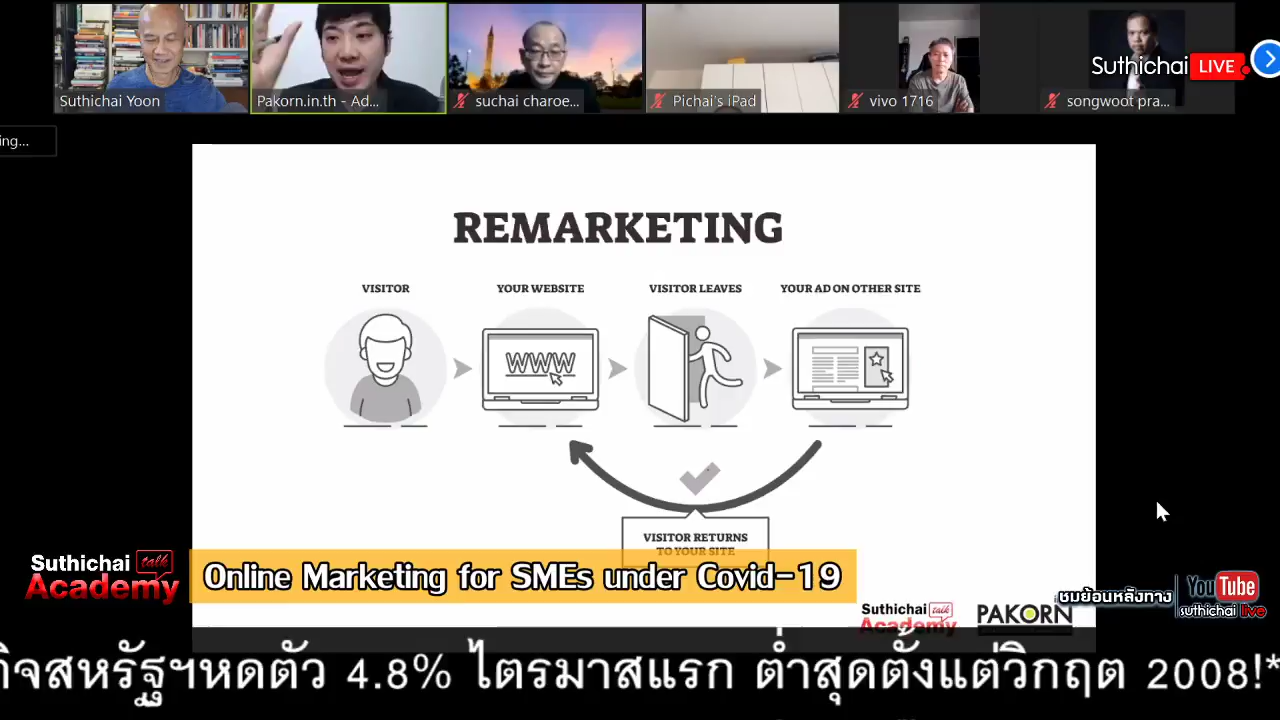 Suthichai Yoon
Pakorn.in.th - Ad...
suchai charoe...
Pichai's iPad
vivo 1716
songwoot pra...
Suthichai LIVE
ing...
REMARKETING
VISITOR
YOUR WEBSITE
VISITOR LEAVES
YOUR AD ON OTHER SITE
WWW
VISITOR RETURNS
TO YOUR SITE
Suthichai talk
Academy
Online Marketing for SMEs under Covid-19
Suthichai talk
Academy
PAKORN
ชมย้อนหลังทาง
YouTube
suthichai live
กิจสหรัฐฯหดตัว 4.8% ไตรมาสแรก ต่ำสุดตั้งแต่วิกฤต 2008!*